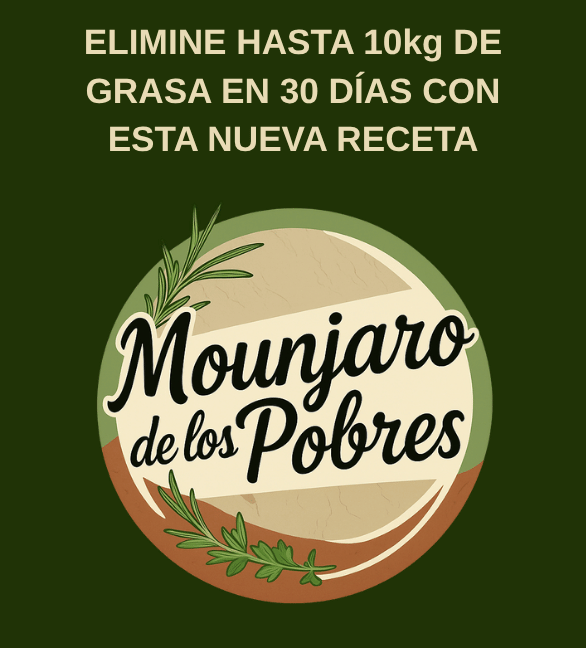 ELIMINE HASTA 10kg DE
GRASA EN 30 DÍAS CON
ESTA NUEVA RECETA
Mounjaro
de los Pobres